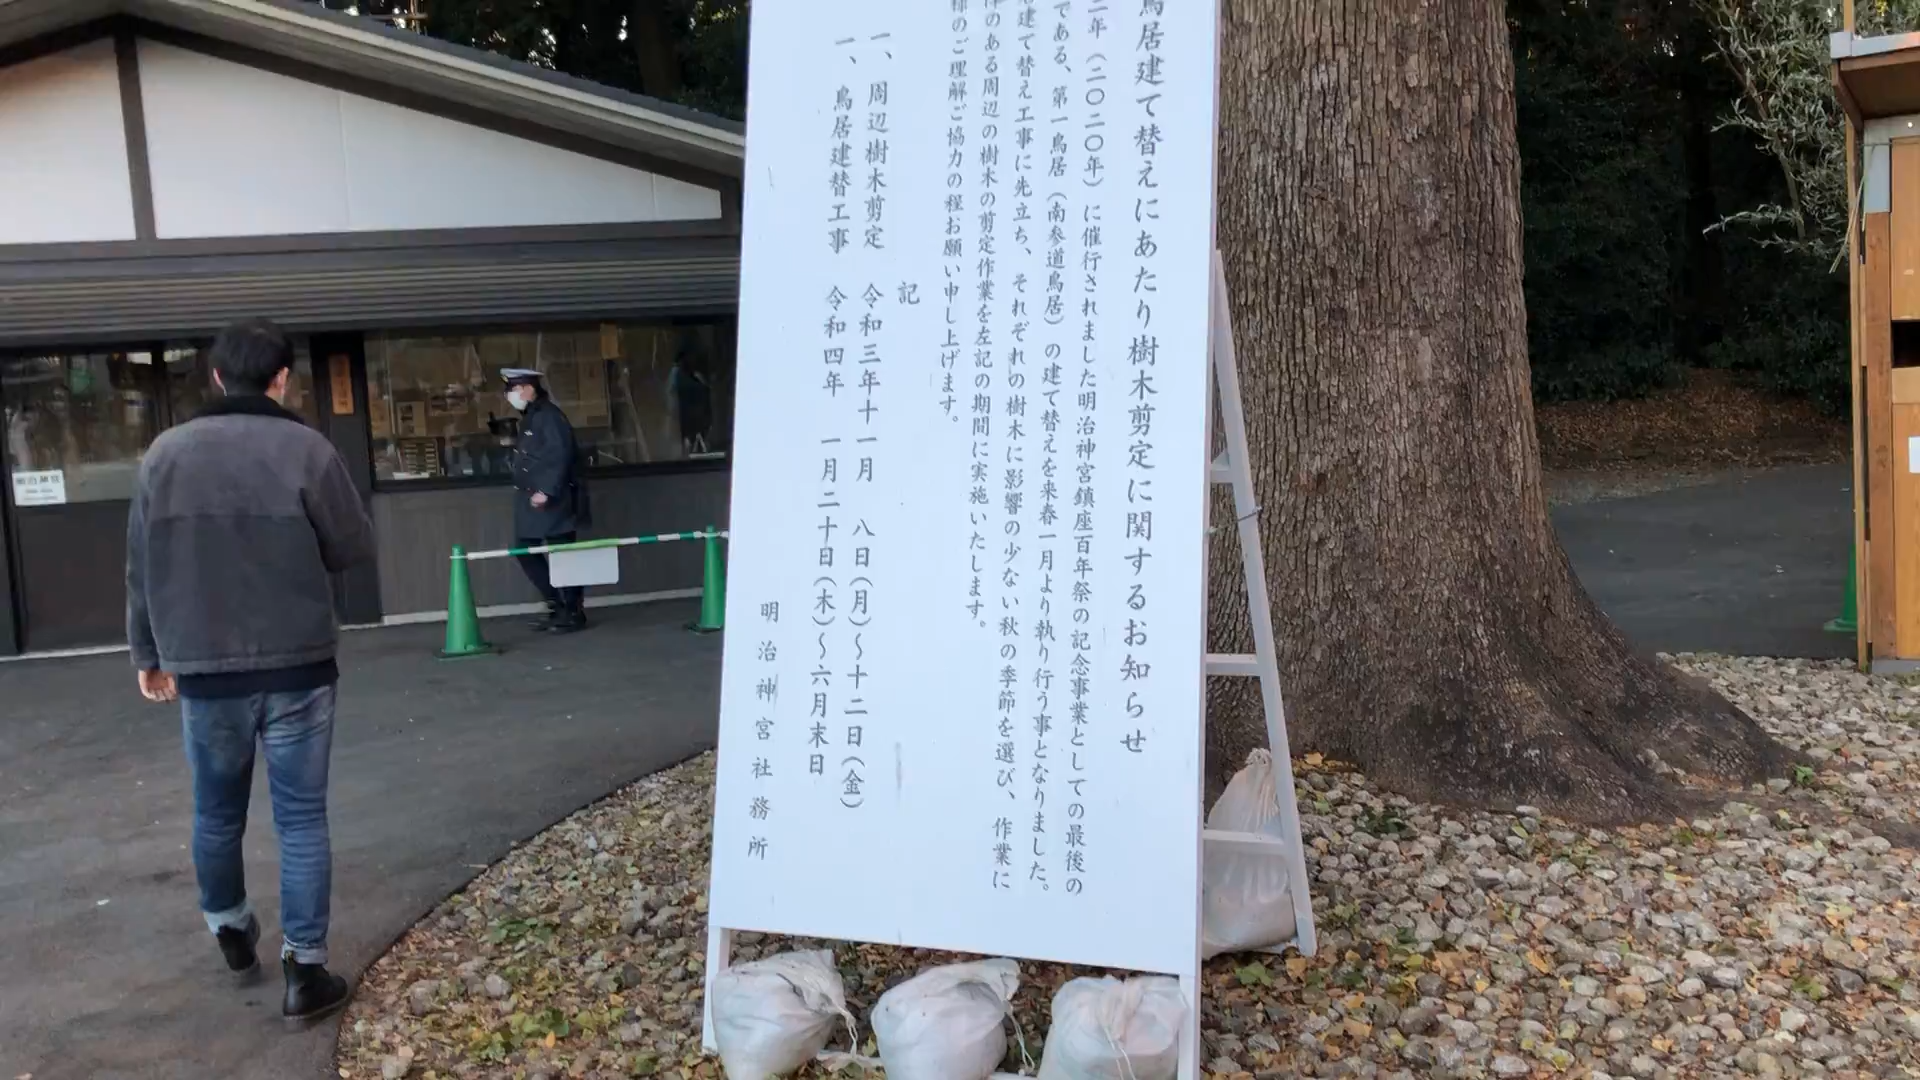 鳥居建て替えにあたり樹木剪定に関するお知らせ
二年（二〇二〇年）に催行されました明治神宮鎮座百年祭の記念事業としての最後の
である、第一鳥居（南参道鳥居）の建て替えを来春一月より執り行う事となりました。
建て替え工事に先立ち、それぞれの樹木に影響の少ない秋の季節を選び、作業に
のある周辺の樹木の剪定作業を左記の期間に実施いたします。
様のご理解ご協力の程お願い申し上げます。
記
一、周辺樹木剪定　令和三年十一月　八日（月）～十二日（金）
一、鳥居建替工事　令和四年　一月二十日（木）～六月末日
明治神宮社務所